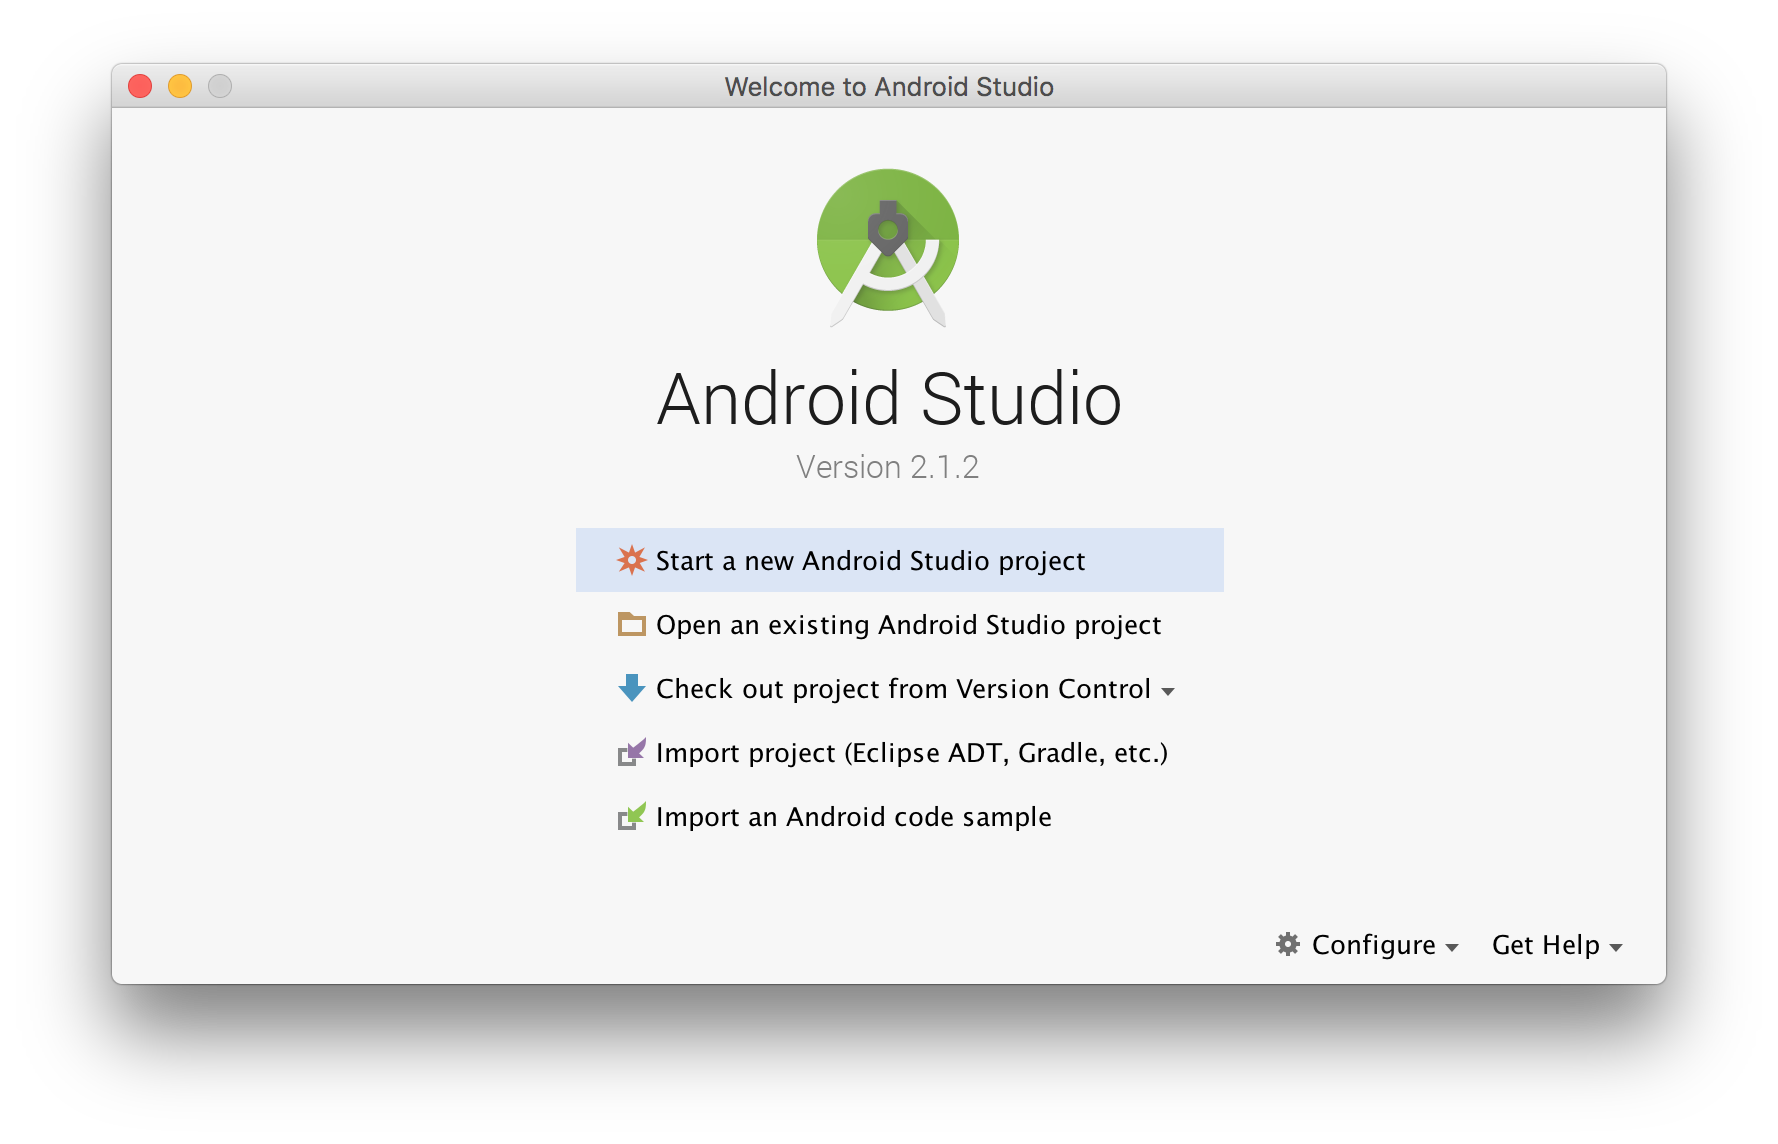 Welcome to Android Studio
Android Studio
Version 2.1.2
Start a new Android Studio project
Open an existing Android Studio project
Check out project from Version Control
Import project (Eclipse ADT, Gradle, etc.)
Import an Android code sample
Configure Get Help